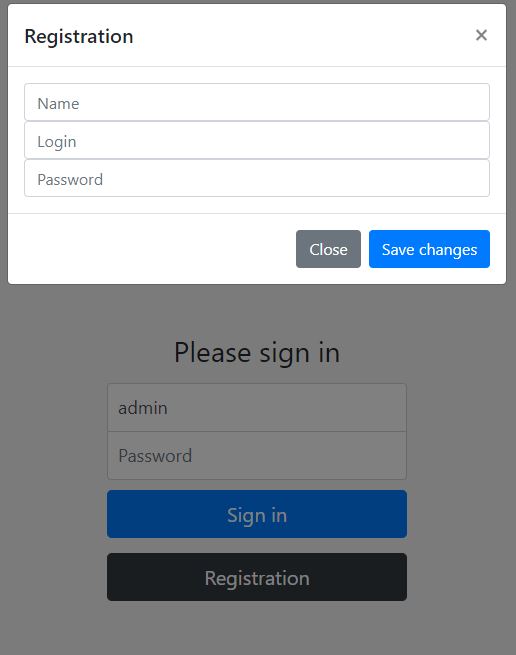 Registration ×
Name
Login
Password
Close Save changes
Please sign in
admin
Password
Sign in
Registration